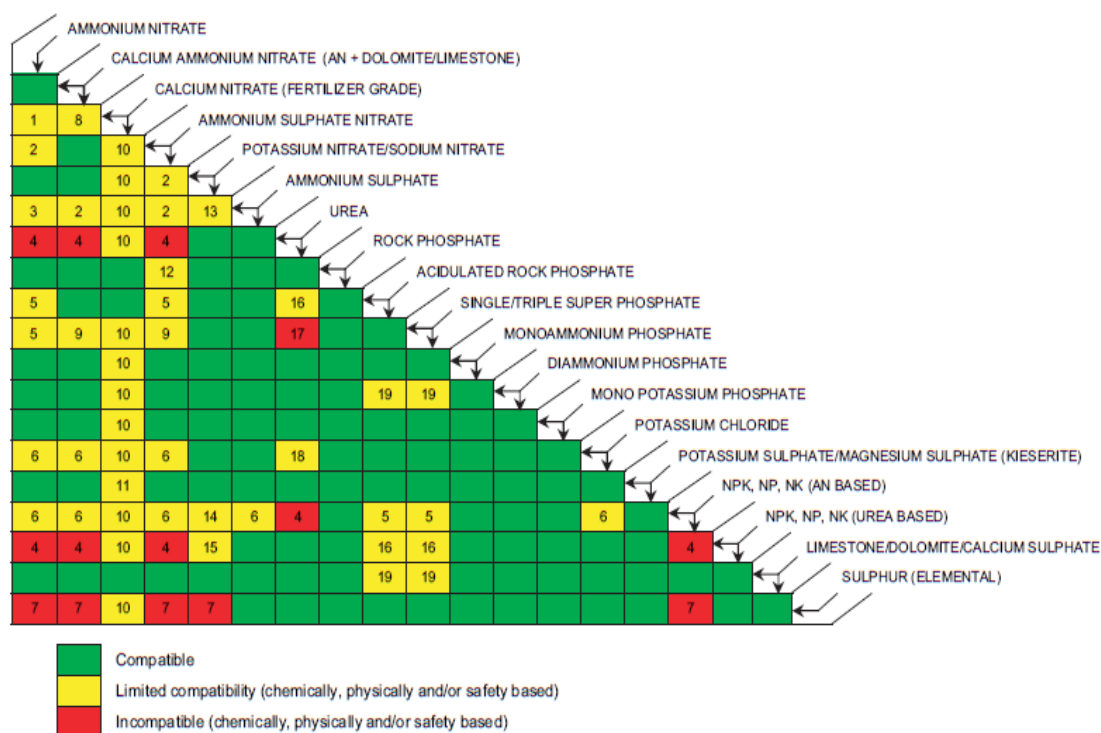 AMMONIUM NITRATE
CALCIUM AMMONIUM NITRATE (AN + DOLOMITE/LIMESTONE)
CALCIUM NITRATE (FERTILIZER GRADE)
1 8 AMMONIUM SULPHATE NITRATE
2 10 POTASSIUM NITRATE/SODIUM NITRATE
10 2 AMMONIUM SULPHATE
3 2 10 2 13 UREA
4 4 10 4 ROCK PHOSPHATE
12 ACIDULATED ROCK PHOSPHATE
5 5 16 SINGLE/TRIPLE SUPER PHOSPHATE
5 9 10 9 17 MONOAMMONIUM PHOSPHATE
10 DIAMMONIUM PHOSPHATE
10 19 19 MONO POTASSIUM PHOSPHATE
10 POTASSIUM CHLORIDE
6 6 10 6 18 POTASSIUM SULPHATE/MAGNESIUM SULPHATE (KIESERITE)
11 NPK, NP, NK (AN BASED)
6 6 10 6 14 6 4 5 5 6 NPK, NP, NK (UREA BASED)
4 4 10 4 15 16 16 4 LIMESTONE/DOLOMITE/CALCIUM SULPHATE
19 19 SULPHUR (ELEMENTAL)
7 7 10 7 7 7
Compatible
Limited compatibility (chemically, physically and/or safety based)
Incompatible (chemically, physically and/or safety based)